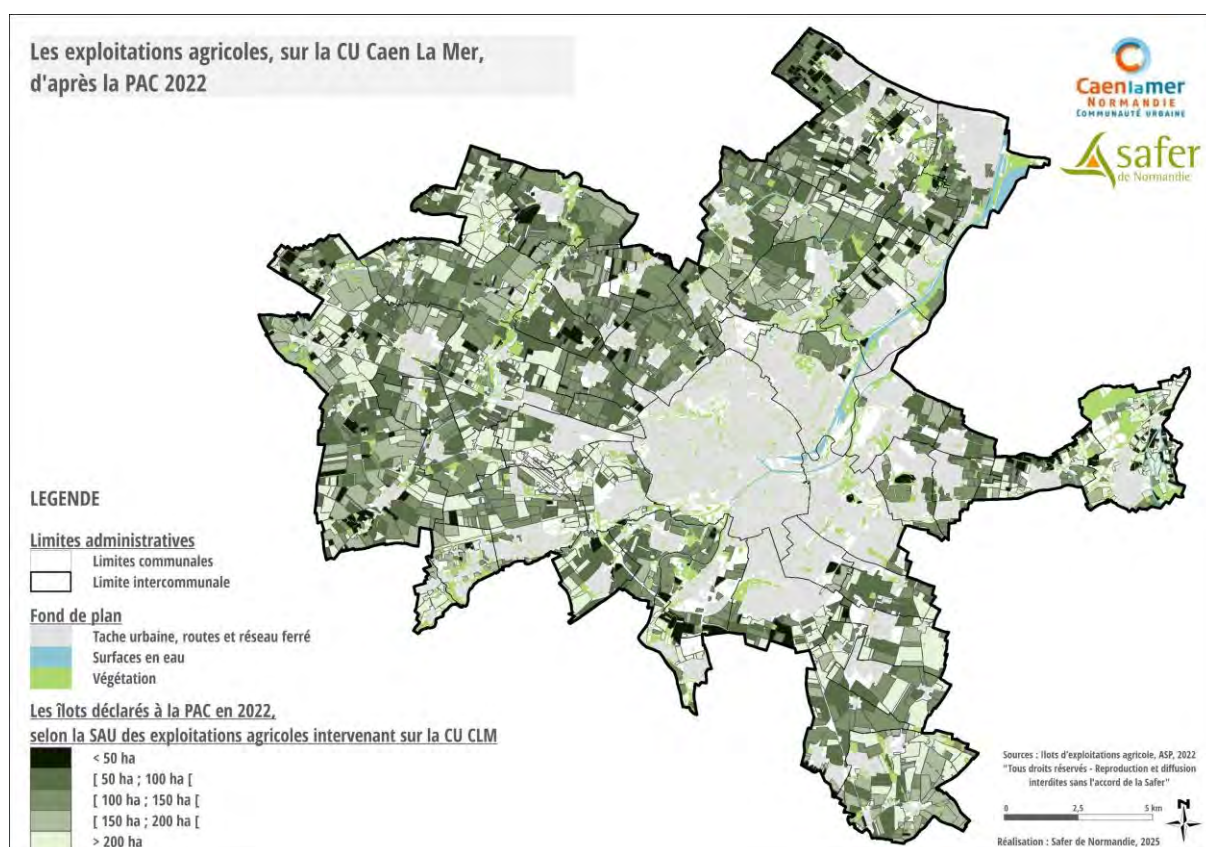 Les exploitations agricoles, sur la CU Caen La Mer,
d'après la PAC 2022
Caenlamer
NORMANDIE
COMMUNAUTÉ URBAINE
safer
de Normandie
LEGENDE
Limites administratives
Limites communales
Limite intercommunale
Fond de plan
Tache urbaine, routes et réseau ferré
Surfaces en eau
Végétation
Les îlots déclarés à la PAC en 2022,
selon la SAU des exploitations agricoles intervenant sur la CU CLM
< 50 ha
[ 50 ha ; 100 ha [
[ 100 ha ; 150 ha [
[ 150 ha ; 200 ha [
> 200 ha
Sources : Ilots d'exploitations agricole, ASP, 2022
"Tous droits réservés - Reproduction et diffusion
interdites sans l'accord de la Safer"
0 2,5 5 km
N
Réalisation : Safer de Normandie, 2025